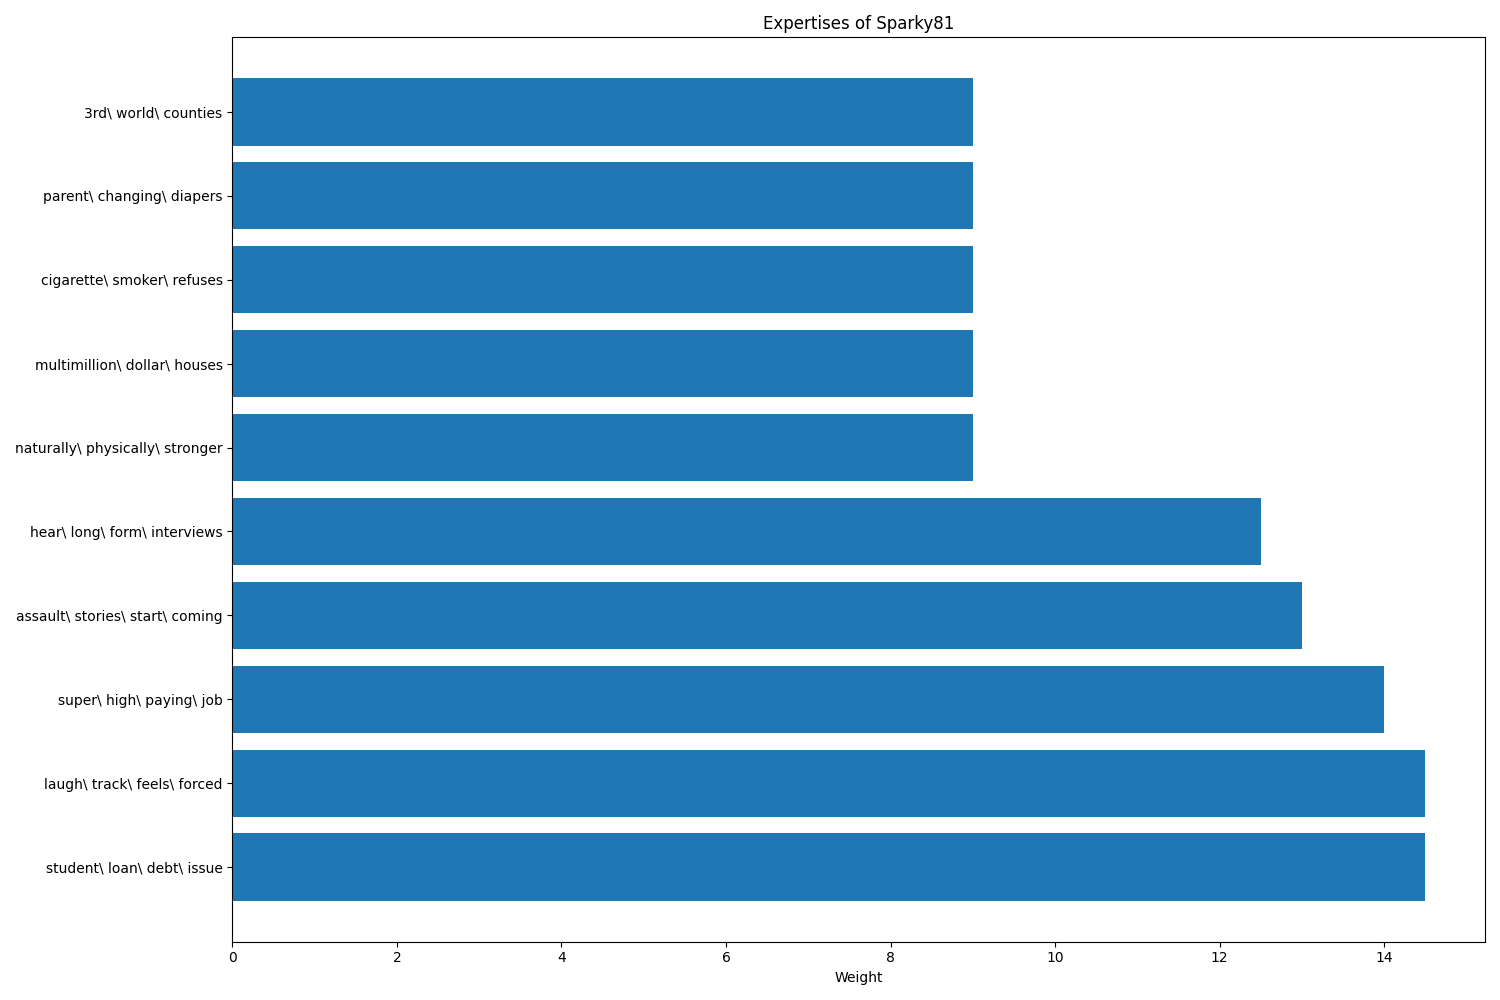 Expertises of Sparky81
3rd\ world\ counties
parent\ changing\ diapers
cigarette\ smoker\ refuses
multimillion\ dollar\ houses
naturally\ physically\ stronger
hear\ long\ form\ interviews
assault\ stories\ start\ coming
super\ high\ paying\ job
laugh\ track\ feels\ forced
student\ loan\ debt\ issue
0 2 4 6 8 10 12 14
Weight